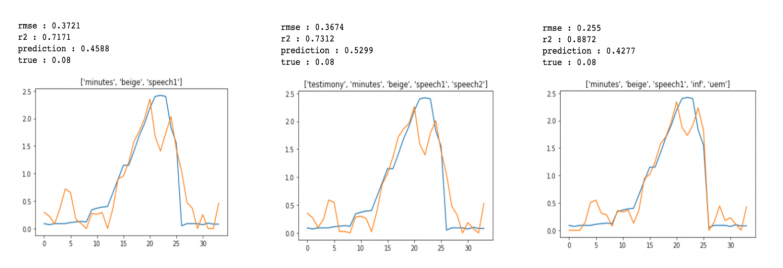 rmse : 0.3721
r2 : 0.7171
prediction : 0.4588
true : 0.08
['minutes', 'beige', 'speech1']
2.5
2.0
1.5
1.0
0.5
0.0
0 5 10 15 20 25 30
rmse : 0.3674
r2 : 0.7312
prediction : 0.5299
true : 0.08
['testimony', 'minutes', 'beige', 'speech1', 'speech2']
2.5
2.0
1.5
1.0
0.5
0.0
0 5 10 15 20 25 30
rmse : 0.255
r2 : 0.8872
prediction : 0.4277
true : 0.08
['minutes', 'beige', 'speech1', 'inf', 'uem']
2.5
2.0
1.5
1.0
0.5
0.0
0 5 10 15 20 25 30